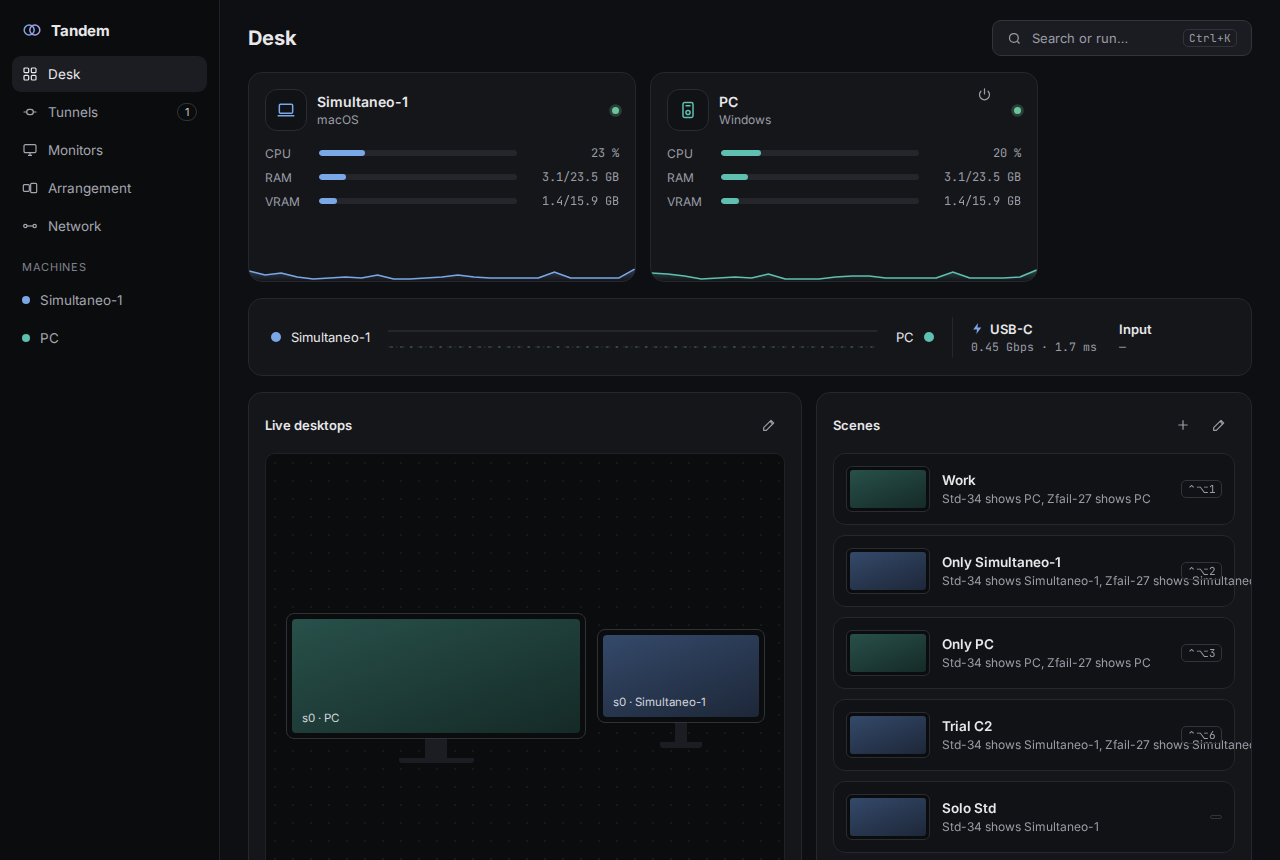 Tandem
Desk
Tunnels 1
Monitors
Arrangement
Network
MACHINES
Simultaneo-1
PC
Desk
Search or run... Ctrl+K
Simultaneo-1
macOS
CPU 23 %
RAM 3.1/23.5 GB
VRAM 1.4/15.9 GB
PC
Windows
CPU 20 %
RAM 3.1/23.5 GB
VRAM 1.4/15.9 GB
Simultaneo-1
PC
USB-C
0.45 Gbps · 1.7 ms
Input
—
Live desktops
s0 · PC
s0 · Simultaneo-1
Scenes
Work
Std-34 shows PC, Zfail-27 shows PC
⌃⌥1
Only Simultaneo-1
Std-34 shows Simultaneo-1, Zfail-27 shows Simultaneo
⌃⌥2
Only PC
Std-34 shows PC, Zfail-27 shows PC
⌃⌥3
Trial C2
Std-34 shows Simultaneo-1, Zfail-27 shows Simultaneo
⌃⌥6
Solo Std
Std-34 shows Simultaneo-1